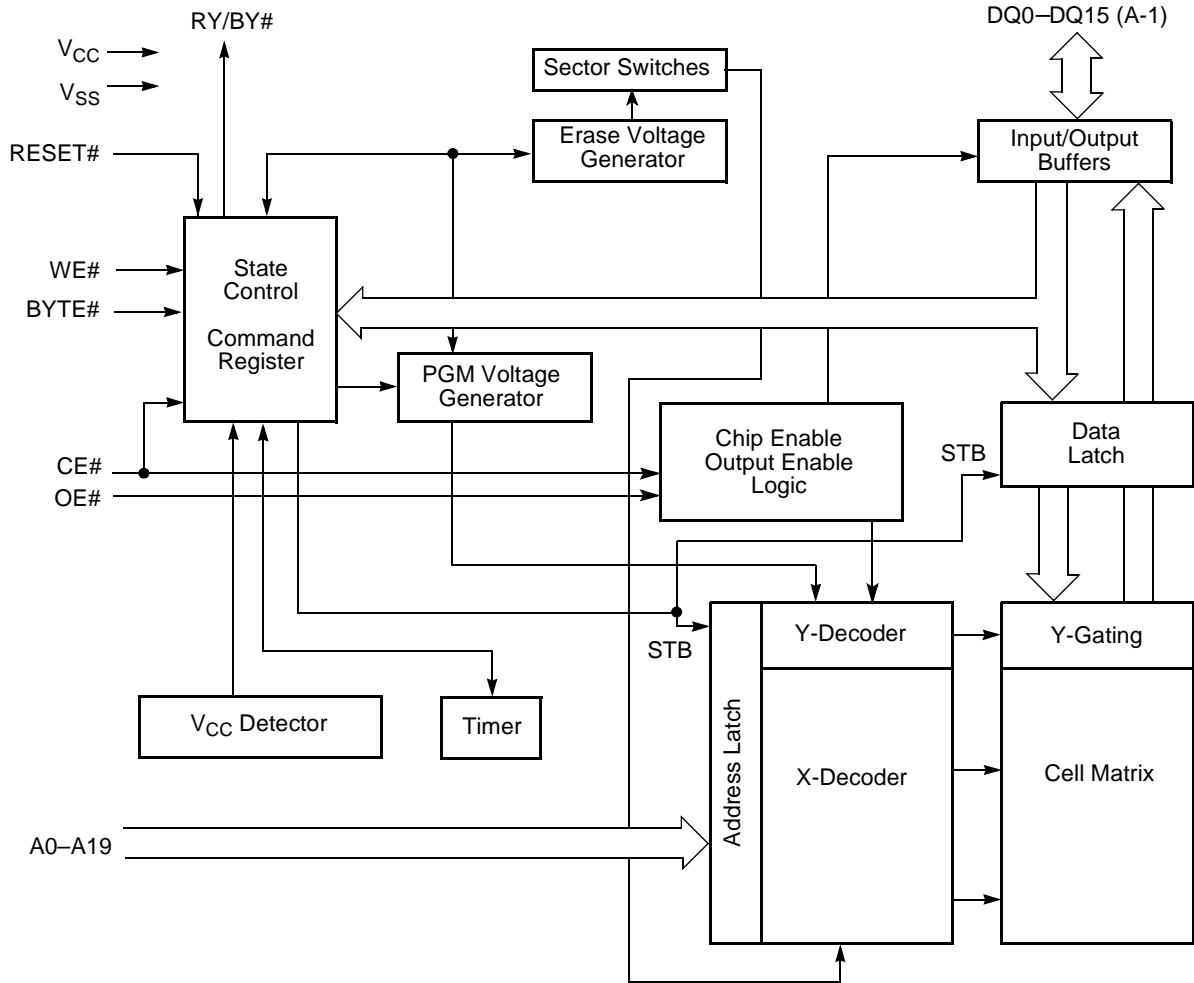 RY/BY#
DQ0–DQ15 (A-1)
VCC
VSS
Sector Switches
Erase Voltage
Generator
Input/Output
Buffers
RESET#
WE#
BYTE#
State
Control
Command
Register
PGM Voltage
Generator
Chip Enable
Output Enable
Logic
STB
Data
Latch
CE#
OE#
STB
Y-Decoder
Y-Gating
VCC Detector
Timer
Address Latch
X-Decoder
Cell Matrix
A0–A19